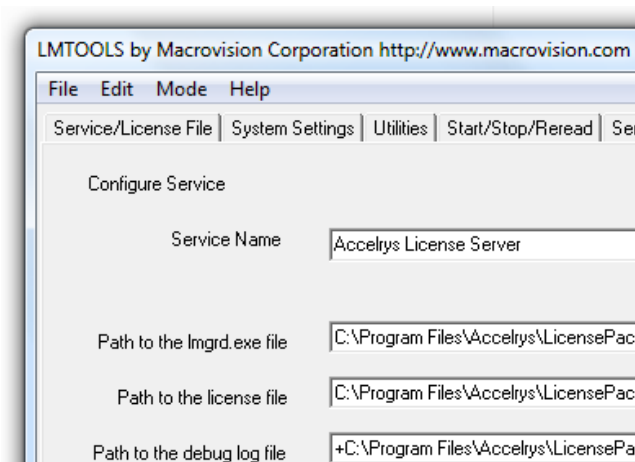 LMTOOLS by Macrovision Corporation http://www.macrovision.com
File Edit Mode Help
Service/License File System Settings Utilities Start/Stop/Reread Ser
Configure Service
Service Name Accelrys License Server
Path to the lmgrd.exe file C:\Program Files\Accelrys\LicensePac
Path to the license file C:\Program Files\Accelrys\LicensePac
Path to the debug log file +C:\Program Files\Accelrys\LicensePa